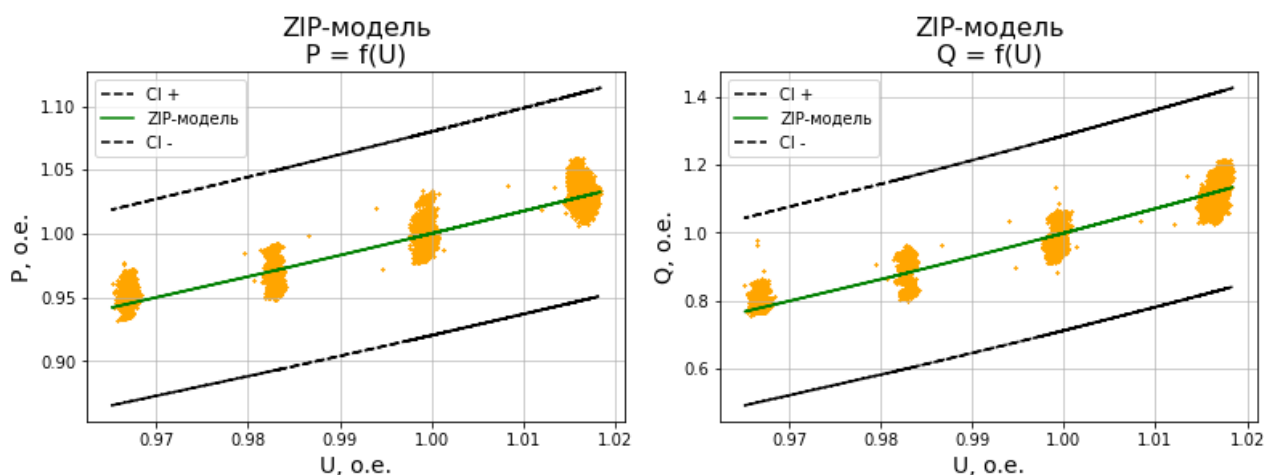 ZIP-модель
P = f(U)
CI +
ZIP-модель
CI -
P, о.е.
1.10
1.05
1.00
0.95
0.90
0.97
0.98
0.99
1.00
1.01
1.02
U, о.е.
ZIP-модель
Q = f(U)
CI +
ZIP-модель
CI -
Q, о.е.
1.4
1.2
1.0
0.8
0.6
0.97
0.98
0.99
1.00
1.01
1.02
U, о.е.